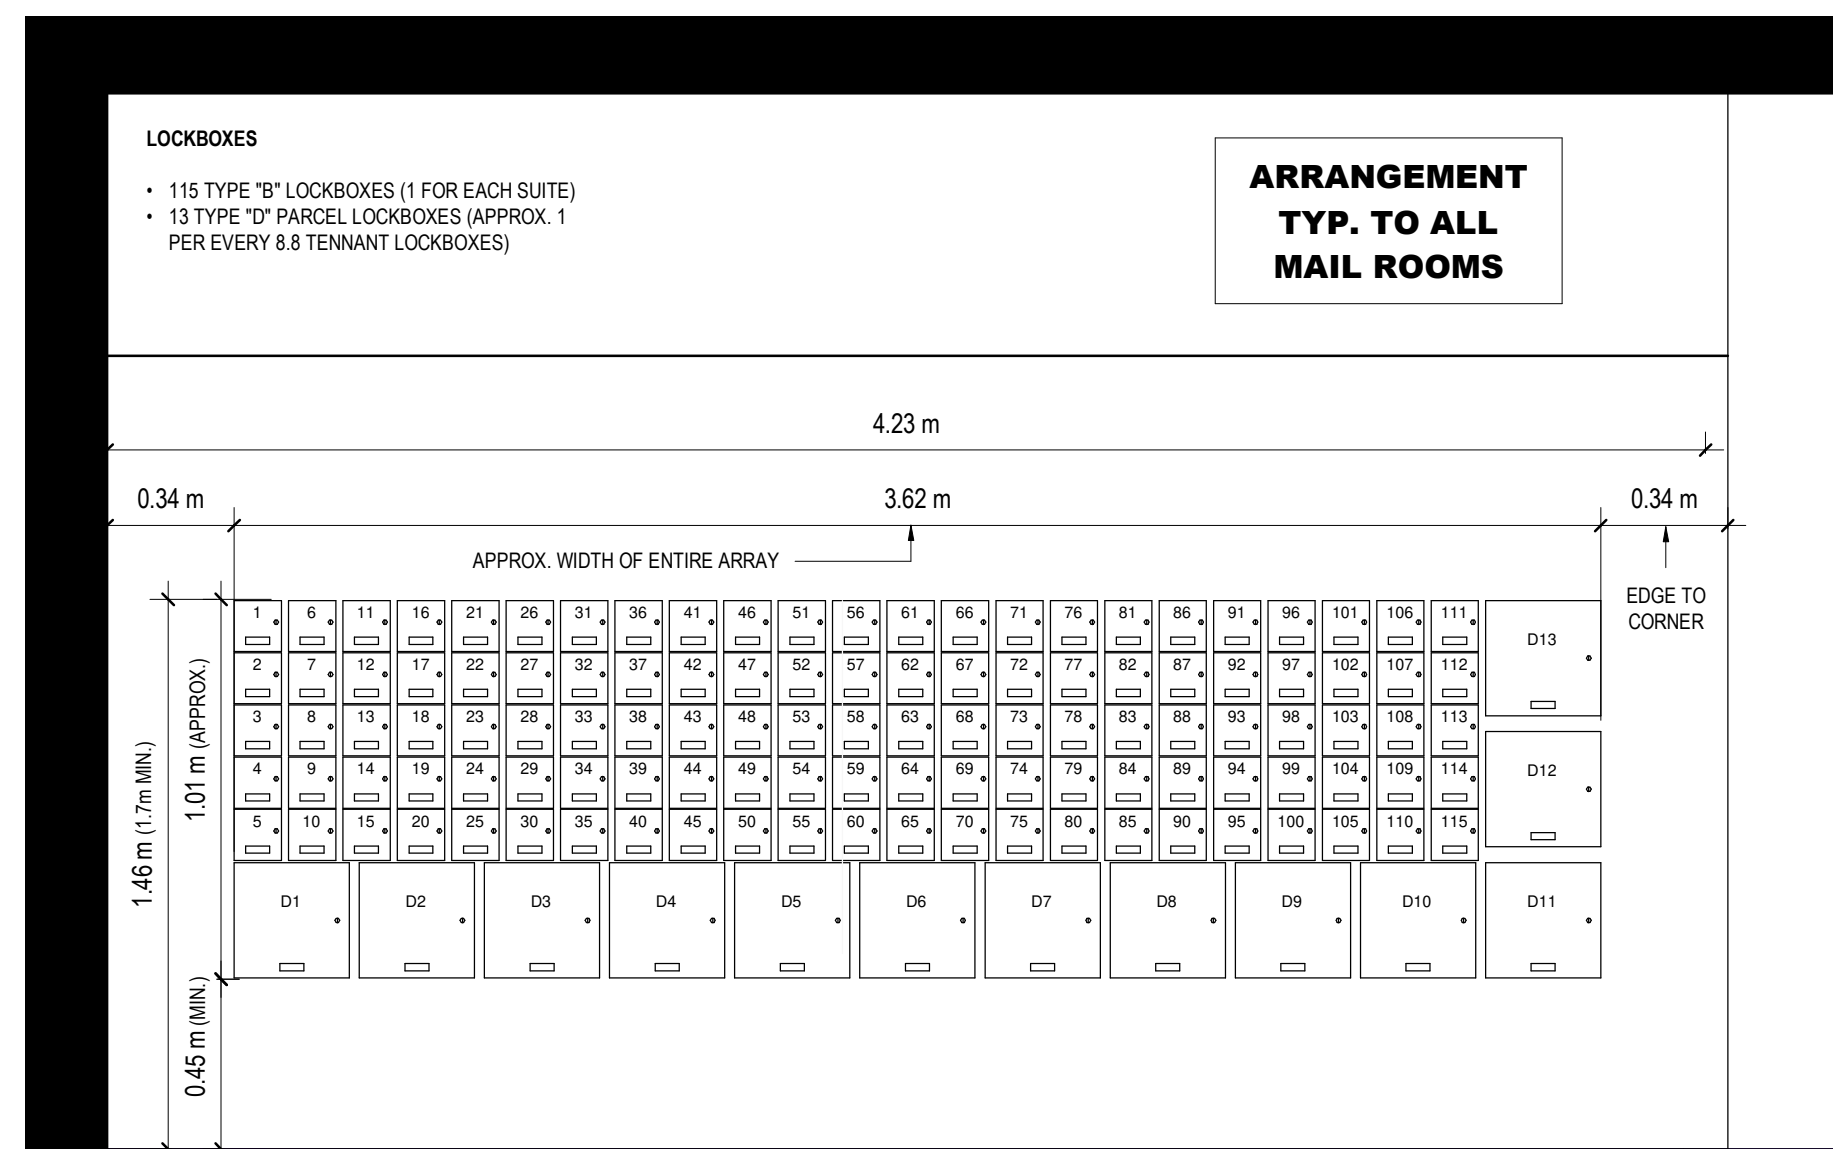 LOCKBOXES
• 115 TYPE "B" LOCKBOXES (1 FOR EACH SUITE)
• 13 TYPE "D" PARCEL LOCKBOXES (APPROX. 1
PER EVERY 8.8 TENNANT LOCKBOXES)
ARRANGEMENT
TYP. TO ALL
MAIL ROOMS
4.23 m
0.34 m 3.62 m 0.34 m
APPROX. WIDTH OF ENTIRE ARRAY
EDGE TO
CORNER
1.46 m (1.7m MIN.)
1.01 m (APPROX.)
0.45 m (MIN.)
1 6 11 16 21 26 31 36 41 46 51 56 61 66 71 76 81 86 91 96 101 106 111
D13
2 7 12 17 22 27 32 37 42 47 52 57 62 67 72 77 82 87 92 97 102 107 112
3 8 13 18 23 28 33 38 43 48 53 58 63 68 73 78 83 88 93 98 103 108 113
4 9 14 19 24 29 34 39 44 49 54 59 64 69 74 79 84 89 94 99 104 109 114 D12
5 10 15 20 25 30 35 40 45 50 55 60 65 70 75 80 85 90 95 100 105 110 115
D1 D2 D3 D4 D5 D6 D7 D8 D9 D10 D11